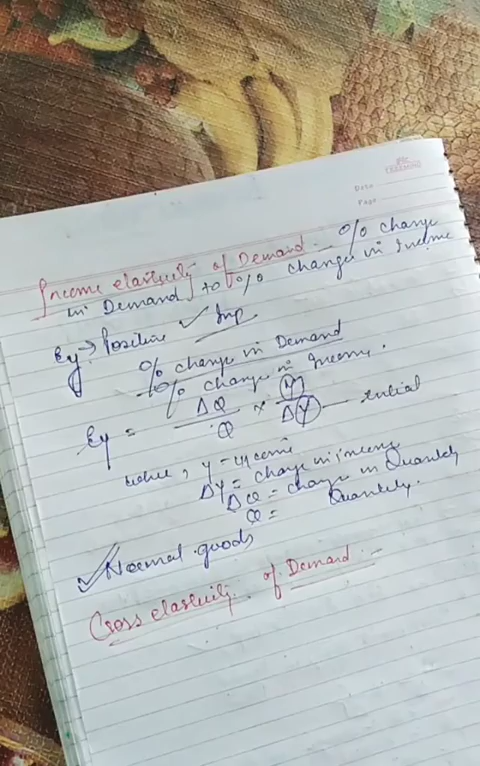 Date
Page
Income elasticity of Demand - % change
in Demand to % change in Income
Ey → Positive ✓ Imp
% change in Demand
% change in Income.
Ey = ΔQ/Q × Y/ΔY — initial
where, y = income
ΔY = change in income
ΔQ = change in Quantity
Q = Quantity.
✓ Normal goods
Cross elasticity of Demand -